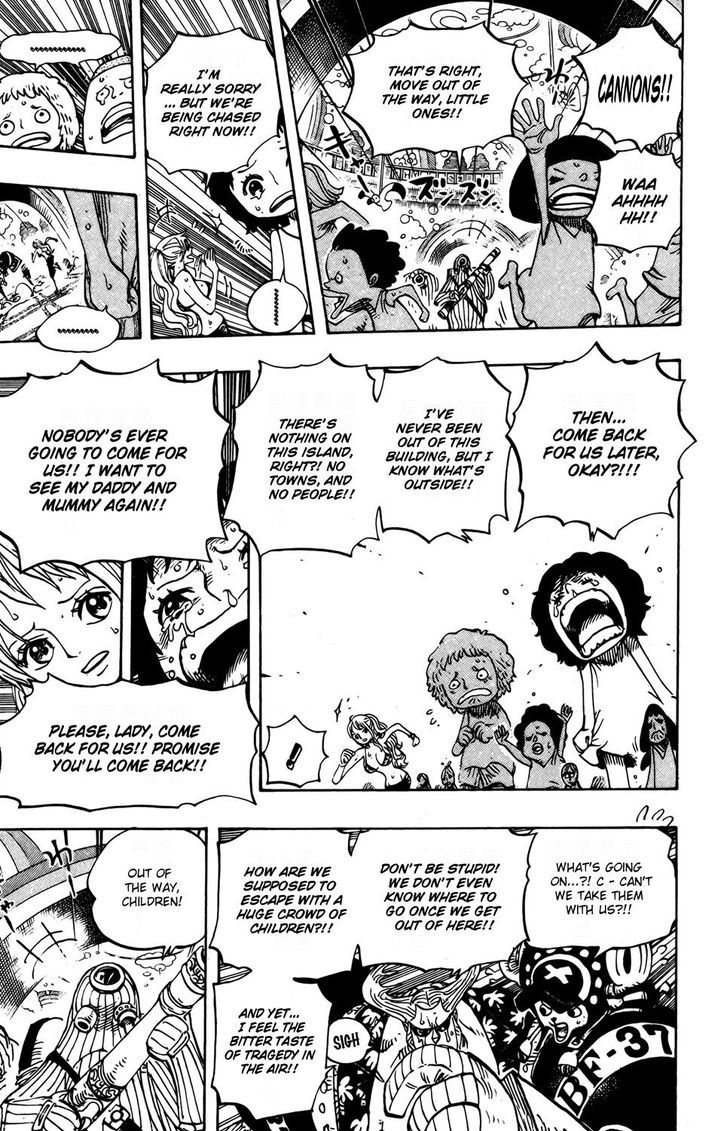 CANNONS!!
THAT'S RIGHT,
MOVE OUT OF
THE WAY, LITTLE
ONES!!
わ
WAA
AHHHH
HH!!
ズンズン
I'M
REALLY SORRY
... BUT WE'RE
BEING CHASED
RIGHT NOW!!
THEN...
COME BACK
FOR US LATER,
OKAY?!!!
I'VE
NEVER BEEN
OUT OF THIS
BUILDING, BUT I
KNOW WHAT'S
OUTSIDE!!
THERE'S
NOTHING ON
THIS ISLAND,
RIGHT?! NO
TOWNS, AND
NO PEOPLE!!
!
NOBODY'S EVER
GOING TO COME FOR
US!! I WANT TO
SEE MY DADDY AND
MUMMY AGAIN!!
PLEASE, LADY, COME
BACK FOR US!! PROMISE
YOU'LL COME BACK!!
WHAT'S GOING
ON...?! C - CAN'T
WE TAKE THEM
WITH US?!!
DON'T BE STUPID!
WE DON'T EVEN
KNOW WHERE TO
GO ONCE WE GET
OUT OF HERE!!
HOW ARE WE
SUPPOSED TO
ESCAPE WITH A
HUGE CROWD OF
CHILDREN?!!
SIGH
AND YET...
I FEEL THE
BITTER TASTE
OF TRAGEDY IN
THE AIR!!
BF-37
OUT OF
THE WAY,
CHILDREN!